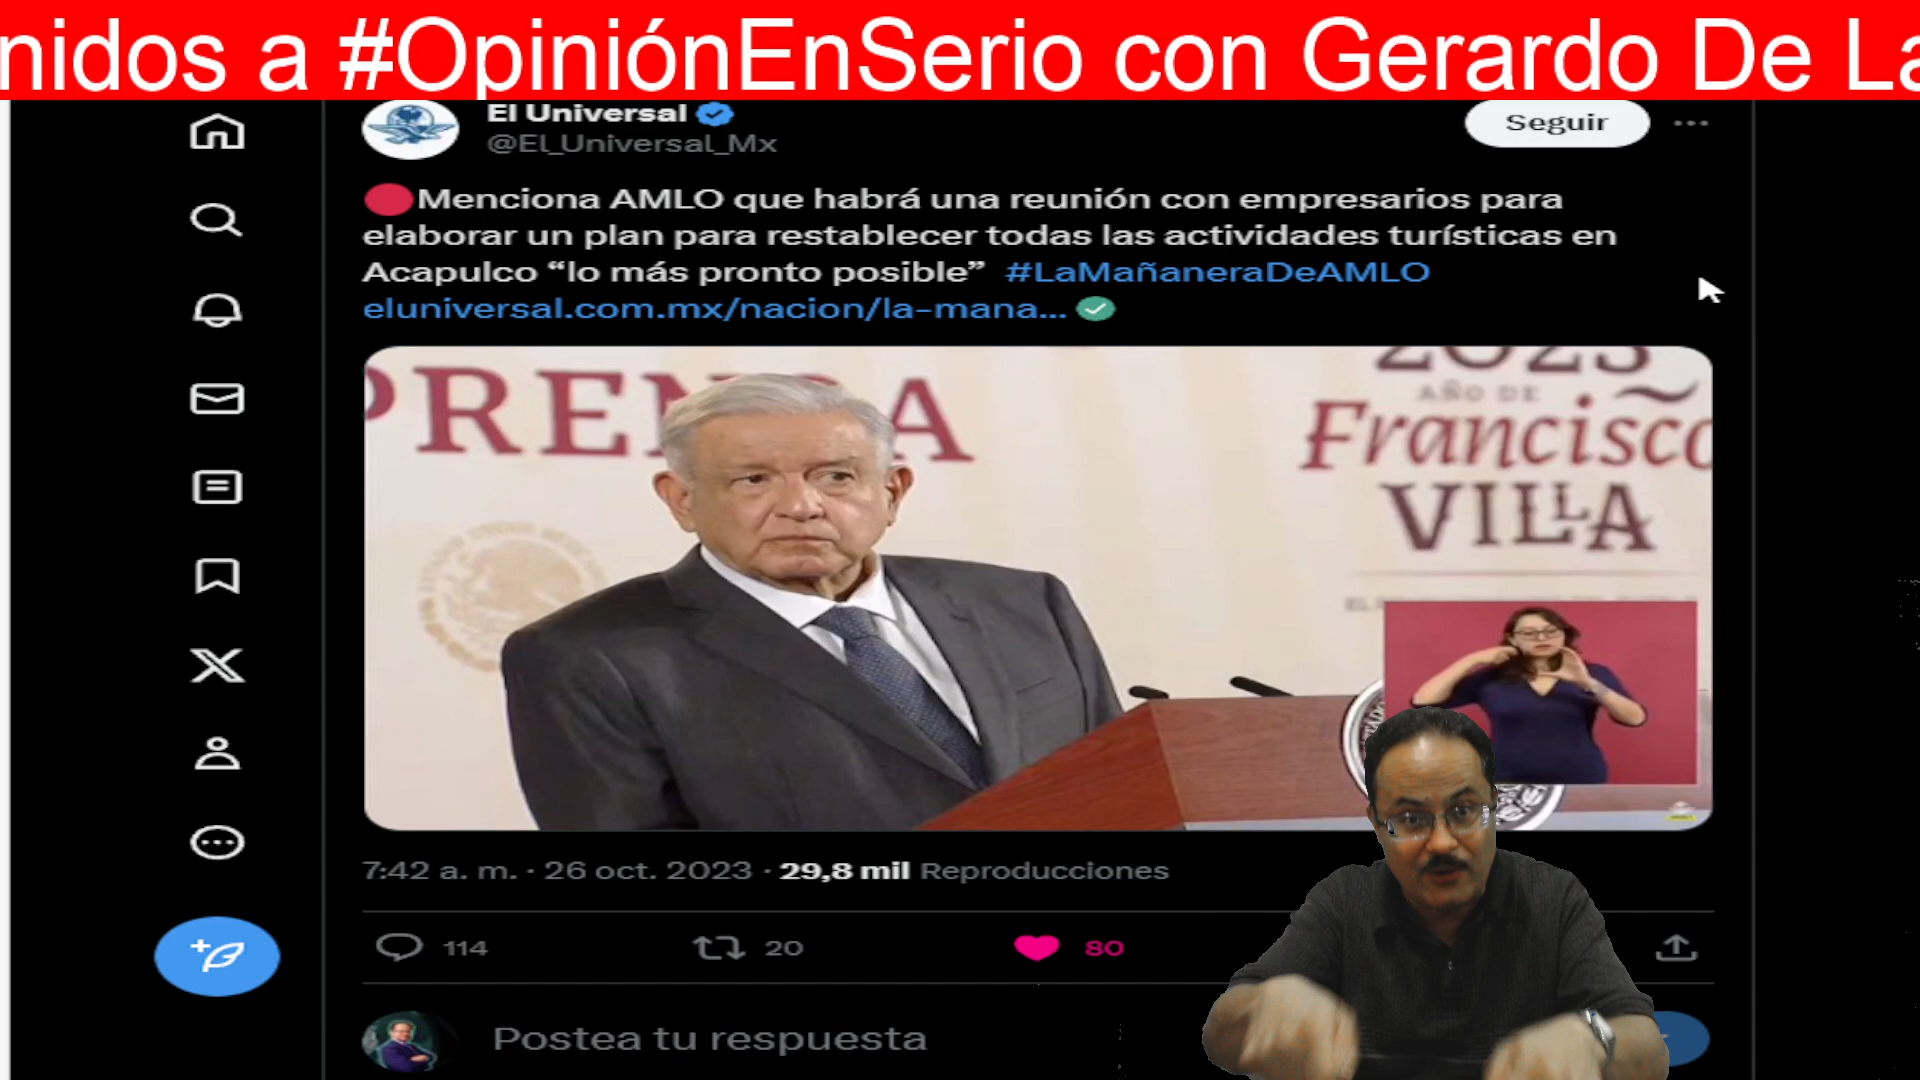 nidos a #OpiniónEnSerio con Gerardo De La
El Universal
@El_Universal_Mx
Seguir
Menciona AMLO que habrá una reunión con empresarios para
elaborar un plan para restablecer todas las actividades turísticas en
Acapulco “lo más pronto posible” #LaMañaneraDeAMLO
eluniversal.com.mx/nacion/la-mana...
PRENSA
2023
AÑO DE
Francisco
VILLA
7:42 a. m. · 26 oct. 2023 · 29,8 mil Reproducciones
114
20
80
Postea tu respuesta